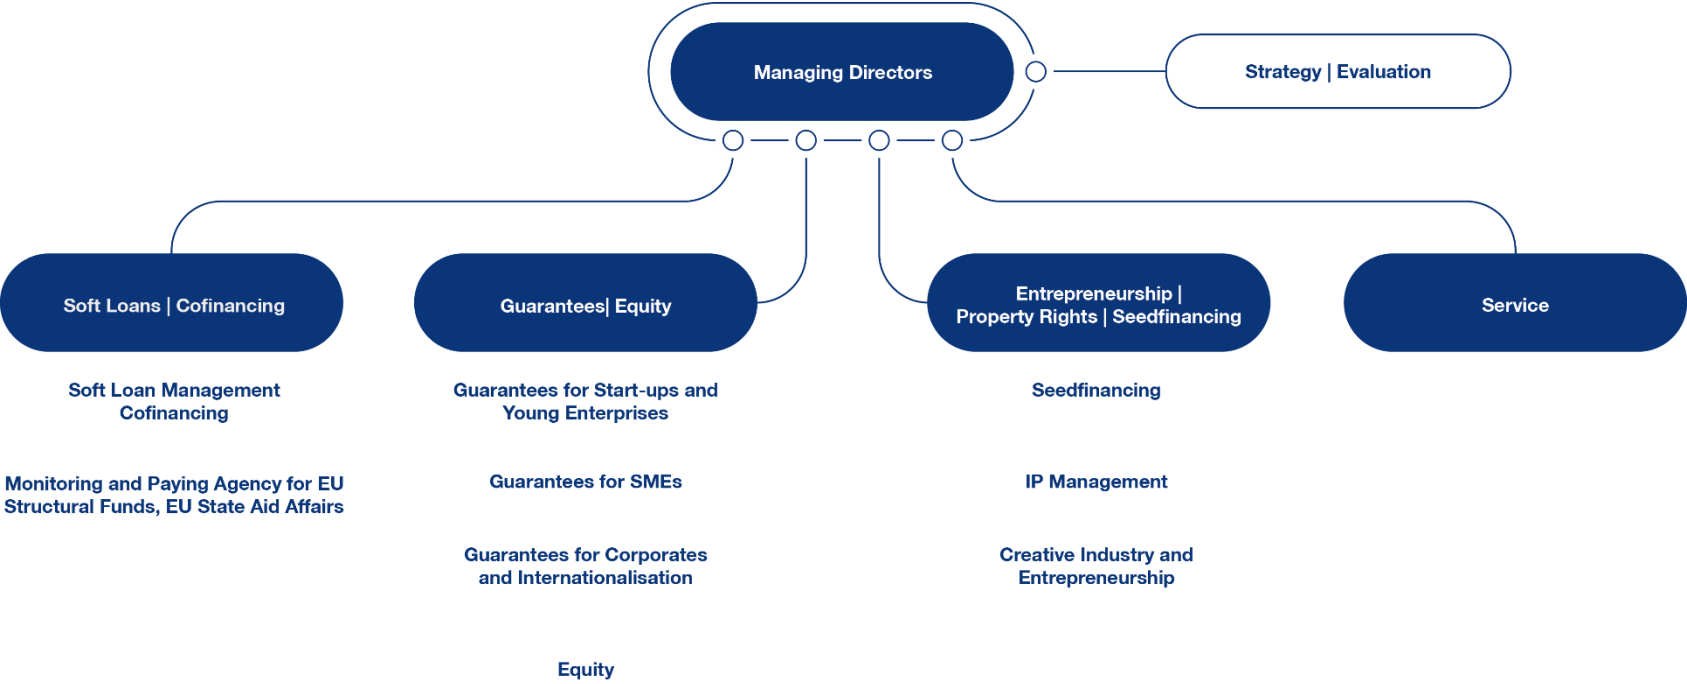 Managing Directors
Strategy | Evaluation
Soft Loans | Cofinancing
Guarantees| Equity
Entrepreneurship |
Property Rights | Seedfinancing
Service
Soft Loan Management
Cofinancing
Monitoring and Paying Agency for EU
Structural Funds, EU State Aid Affairs
Guarantees for Start-ups and
Young Enterprises
Guarantees for SMEs
Guarantees for Corporates
and Internationalisation
Equity
Seedfinancing
IP Management
Creative Industry and
Entrepreneurship